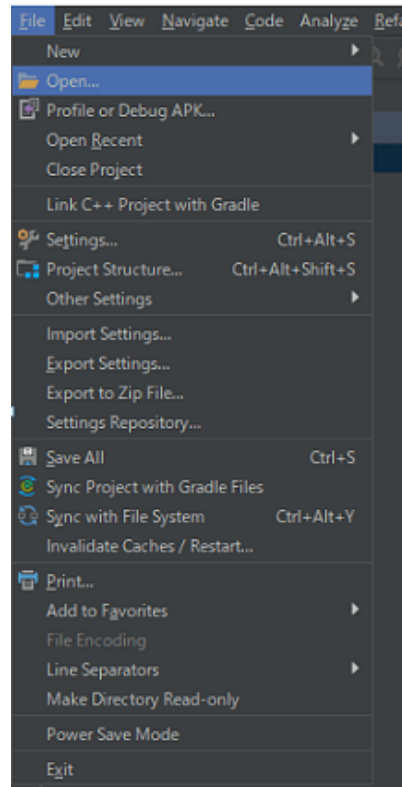 File Edit View Navigate Code Analyze Refa
New
Open...
Profile or Debug APK...
Open Recent
Close Project
Link C++ Project with Gradle
Settings... Ctrl+Alt+S
Project Structure... Ctrl+Alt+Shift+S
Other Settings
Import Settings...
Export Settings...
Export to Zip File...
Settings Repository...
Save All Ctrl+S
Sync Project with Gradle Files
Sync with File System Ctrl+Alt+Y
Invalidate Caches / Restart...
Print...
Add to Favorites
File Encoding
Line Separators
Make Directory Read-only
Power Save Mode
Exit